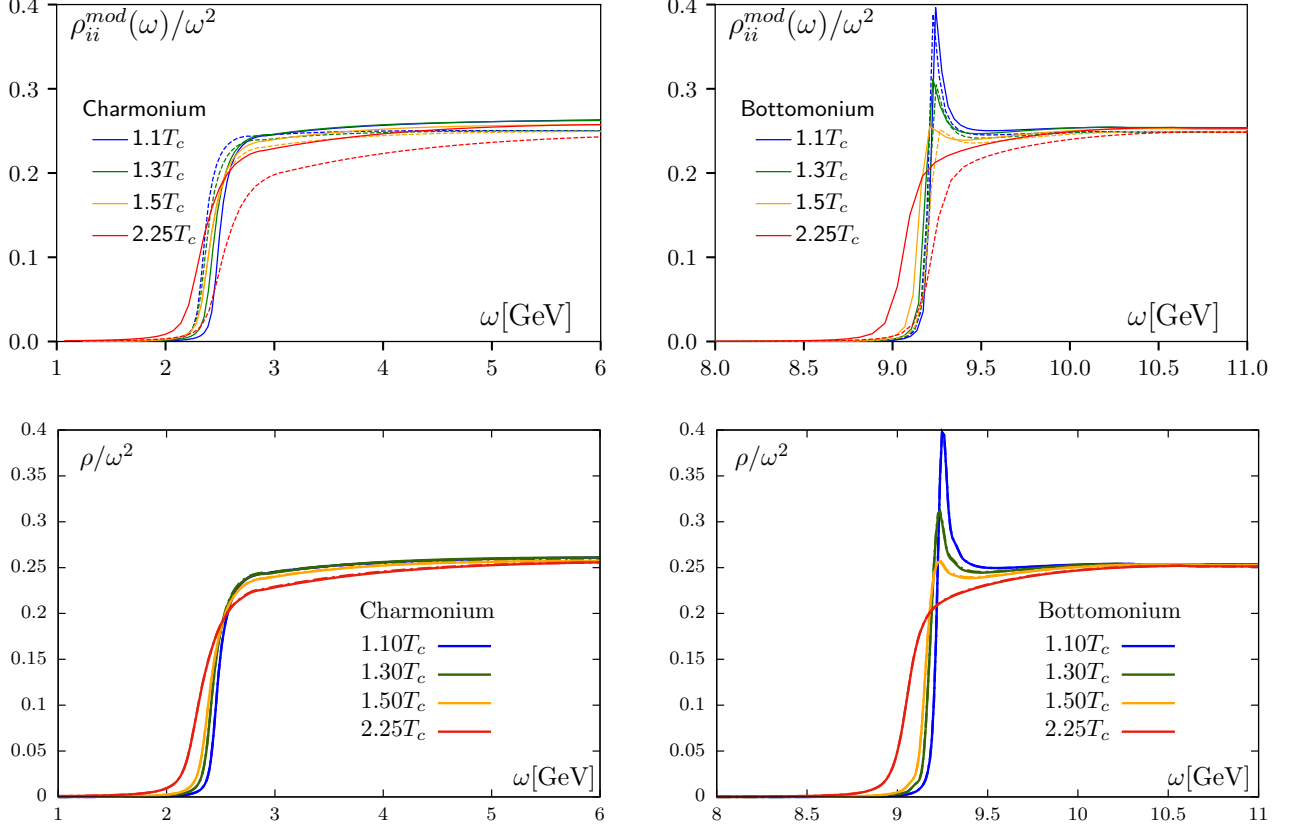 0.4
0.3
0.2
0.1
0.0
ρ_{ii}^{mod}(ω)/ω²
Charmonium
1.1T_c
1.3T_c
1.5T_c
2.25T_c
ω[GeV]
1 2 3 4 5 6
0.4
0.3
0.2
0.1
0.0
ρ_{ii}^{mod}(ω)/ω²
Bottomonium
1.1T_c
1.3T_c
1.5T_c
2.25T_c
ω[GeV]
8.0 8.5 9.0 9.5 10.0 10.5 11.0
0.4
0.35
0.3
0.25
0.2
0.15
0.1
0.05
0
ρ/ω²
Charmonium
1.10T_c
1.30T_c
1.50T_c
2.25T_c
ω[GeV]
1 2 3 4 5 6
0.4
0.35
0.3
0.25
0.2
0.15
0.1
0.05
0
ρ/ω²
Bottomonium
1.10T_c
1.30T_c
1.50T_c
2.25T_c
ω[GeV]
8 8.5 9 9.5 10 10.5 11